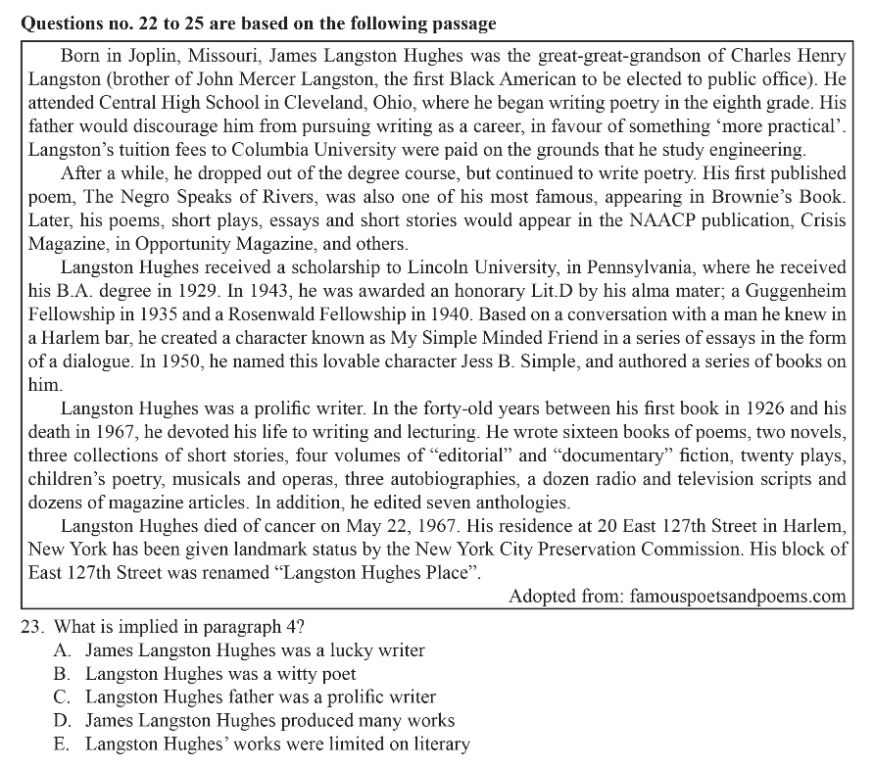 Questions no. 22 to 25 are based on the following passage
Born in Joplin, Missouri, James Langston Hughes was the great-great-grandson of Charles Henry
Langston (brother of John Mercer Langston, the first Black American to be elected to public office). He
attended Central High School in Cleveland, Ohio, where he began writing poetry in the eighth grade. His
father would discourage him from pursuing writing as a career, in favour of something ‘more practical’.
Langston’s tuition fees to Columbia University were paid on the grounds that he study engineering.
After a while, he dropped out of the degree course, but continued to write poetry. His first published
poem, The Negro Speaks of Rivers, was also one of his most famous, appearing in Brownie’s Book.
Later, his poems, short plays, essays and short stories would appear in the NAACP publication, Crisis
Magazine, in Opportunity Magazine, and others.
Langston Hughes received a scholarship to Lincoln University, in Pennsylvania, where he received
his B.A. degree in 1929. In 1943, he was awarded an honorary Lit.D by his alma mater; a Guggenheim
Fellowship in 1935 and a Rosenwald Fellowship in 1940. Based on a conversation with a man he knew in
a Harlem bar, he created a character known as My Simple Minded Friend in a series of essays in the form
of a dialogue. In 1950, he named this lovable character Jess B. Simple, and authored a series of books on
him.
Langston Hughes was a prolific writer. In the forty-old years between his first book in 1926 and his
death in 1967, he devoted his life to writing and lecturing. He wrote sixteen books of poems, two novels,
three collections of short stories, four volumes of “editorial” and “documentary” fiction, twenty plays,
children’s poetry, musicals and operas, three autobiographies, a dozen radio and television scripts and
dozens of magazine articles. In addition, he edited seven anthologies.
Langston Hughes died of cancer on May 22, 1967. His residence at 20 East 127th Street in Harlem,
New York has been given landmark status by the New York City Preservation Commission. His block of
East 127th Street was renamed “Langston Hughes Place”.
Adopted from: famouspoetsandpoems.com
23. What is implied in paragraph 4?
A. James Langston Hughes was a lucky writer
B. Langston Hughes was a witty poet
C. Langston Hughes father was a prolific writer
D. James Langston Hughes produced many works
E. Langston Hughes’ works were limited on literary